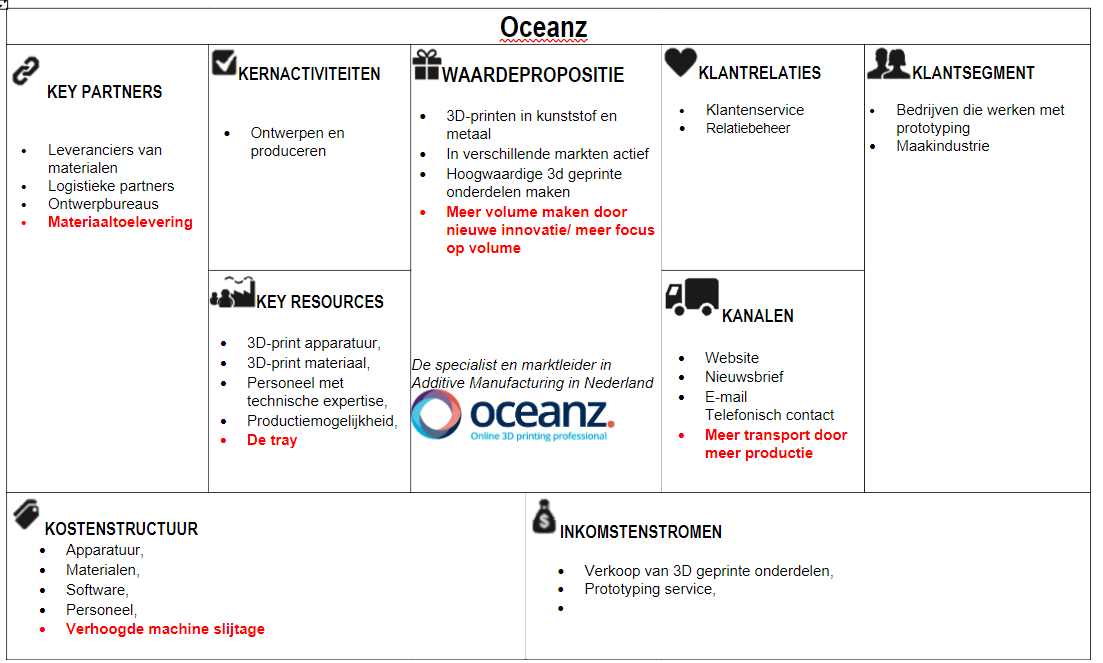 Oceanz
KEY PARTNERS
Leveranciers van
materialen
Logistieke partners
Ontwerpbureaus
Materiaaltoelevering
KERNACTIVITEITEN
Ontwerpen en
produceren
KEY RESOURCES
3D-print apparatuur,
3D-print materiaal,
Personeel met
technische expertise,
Productiemogelijkheid,
De tray
WAARDEPROPOSITIE
3D-printen in kunststof en
metaal
In verschillende markten actief
Hoogwaardige 3d geprinte
onderdelen maken
Meer volume maken door
nieuwe innovatie/ meer focus
op volume
De specialist en marktleider in
Additive Manufacturing in Nederland
oceanz.
Online 3D printing professional
KLANTRELATIES
Klantenservice
Relatiebeheer
KANALEN
Website
Nieuwsbrief
E-mail
Telefonisch contact
Meer transport door
meer productie
KLANTSEGMENT
Bedrijven die werken met
prototyping
Maakindustrie
KOSTENSTRUCTUUR
Apparatuur,
Materialen,
Software,
Personeel,
Verhoogde machine slijtage
$
INKOMSTENSTROMEN
Verkoop van 3D geprinte onderdelen,
Prototyping service,